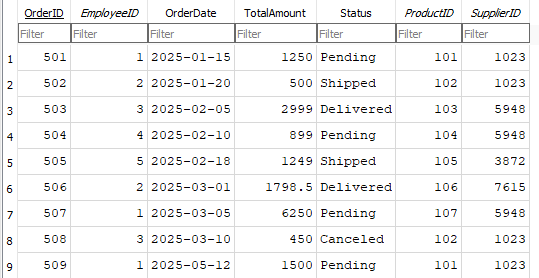 OrderID EmployeeID OrderDate TotalAmount Status ProductID SupplierID
Filter Filter Filter Filter Filter Filter Filter
1 501 1 2025-01-15 1250 Pending 101 1023
2 502 2 2025-01-20 500 Shipped 102 1023
3 503 3 2025-02-05 2999 Delivered 103 5948
4 504 4 2025-02-10 899 Pending 104 5948
5 505 5 2025-02-18 1249 Shipped 105 3872
6 506 2 2025-03-01 1798.5 Delivered 106 7615
7 507 1 2025-03-05 6250 Pending 107 5948
8 508 3 2025-03-10 450 Canceled 102 1023
9 509 1 2025-05-12 1500 Pending 101 1023